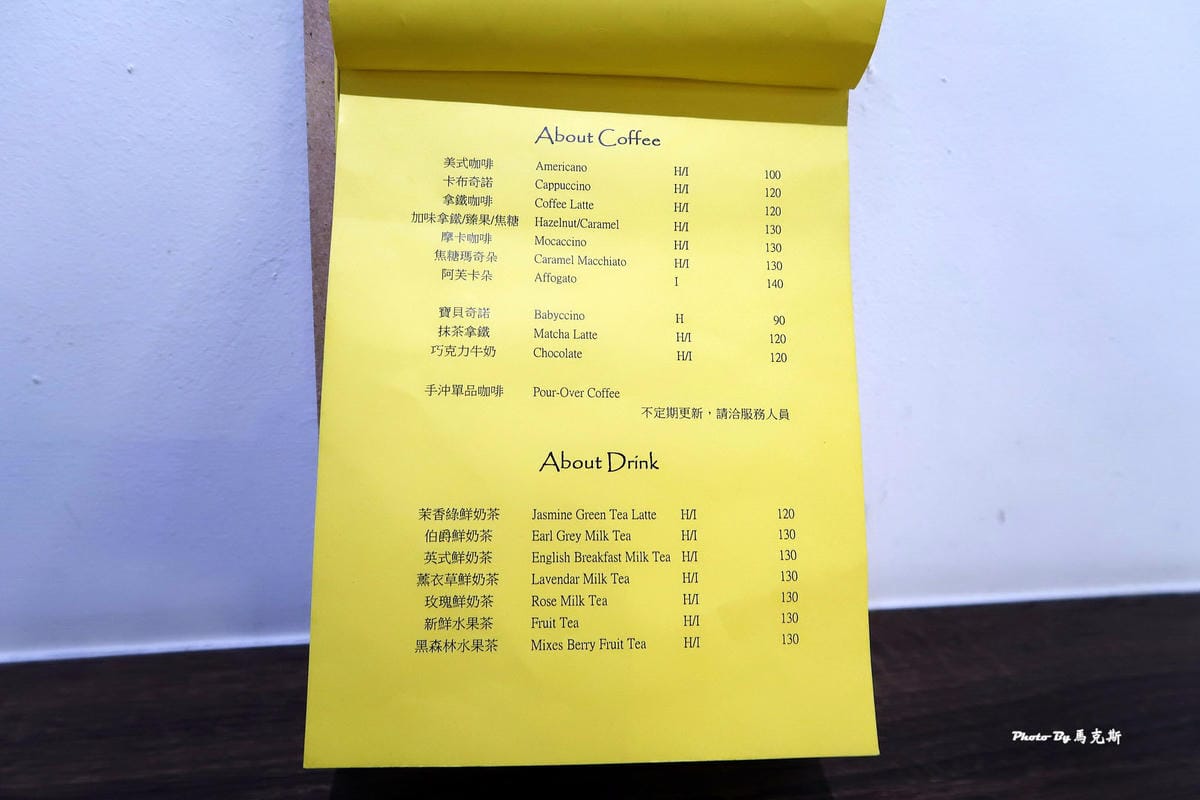 About Coffee
美式咖啡 Americano H/I 100
卡布奇諾 Cappuccino H/I 120
拿鐵咖啡 Coffee Latte H/I 120
加味拿鐵/臻果/焦糖 Hazelnut/Caramel H/I 130
摩卡咖啡 Mocaccino H/I 130
焦糖瑪奇朵 Caramel Macchiato H/I 130
阿芙卡朵 Affogato I 140
寶貝奇諾 Babyccino H 90
抹茶拿鐵 Matcha Latte H/I 120
巧克力牛奶 Chocolate H/I 120
手沖單品咖啡 Pour-Over Coffee
不定期更新，請洽服務人員
About Drink
茉香綠鮮奶茶 Jasmine Green Tea Latte H/I 120
伯爵鮮奶茶 Earl Grey Milk Tea H/I 130
英式鮮奶茶 English Breakfast Milk Tea H/I 130
薰衣草鮮奶茶 Lavendar Milk Tea H/I 130
玫瑰鮮奶茶 Rose Milk Tea H/I 130
新鮮水果茶 Fruit Tea H/I 130
黑森林水果茶 Mixes Berry Fruit Tea H/I 130
Photo By 馬克斯